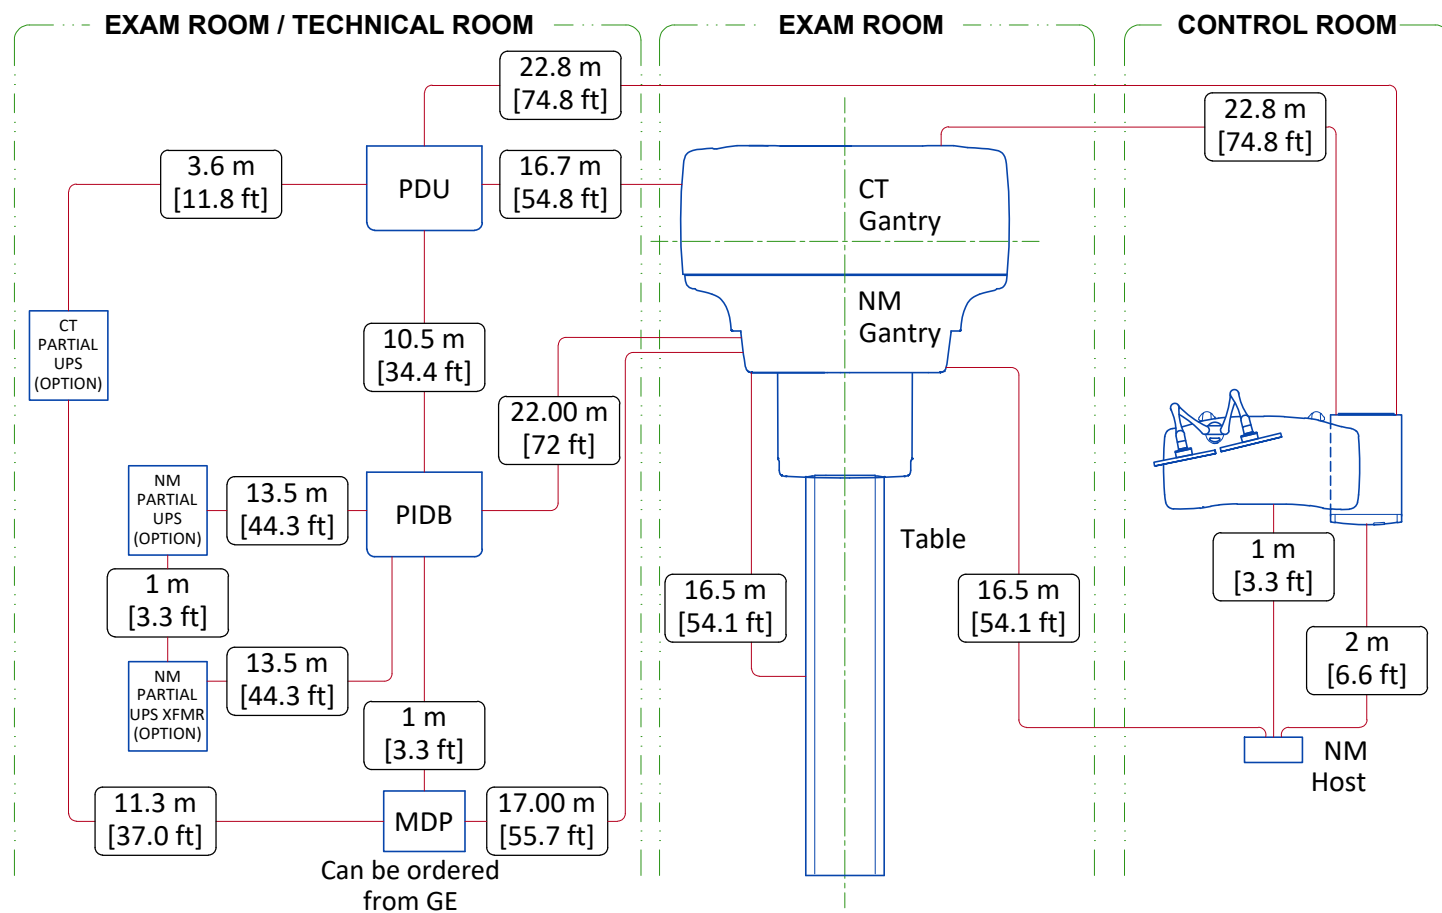 EXAM ROOM / TECHNICAL ROOM
EXAM ROOM
CONTROL ROOM
22.8 m
[74.8 ft]
22.8 m
[74.8 ft]
3.6 m
[11.8 ft]
PDU
16.7 m
[54.8 ft]
CT
Gantry
NM
Gantry
CT
PARTIAL
UPS
(OPTION)
10.5 m
[34.4 ft]
22.00 m
[72 ft]
NM
PARTIAL
UPS
(OPTION)
13.5 m
[44.3 ft]
PIDB
Table
1 m
[3.3 ft]
1 m
[3.3 ft]
16.5 m
[54.1 ft]
16.5 m
[54.1 ft]
2 m
[6.6 ft]
NM
PARTIAL
UPS XFMR
(OPTION)
13.5 m
[44.3 ft]
1 m
[3.3 ft]
NM
Host
11.3 m
[37.0 ft]
MDP
17.00 m
[55.7 ft]
Can be ordered
from GE